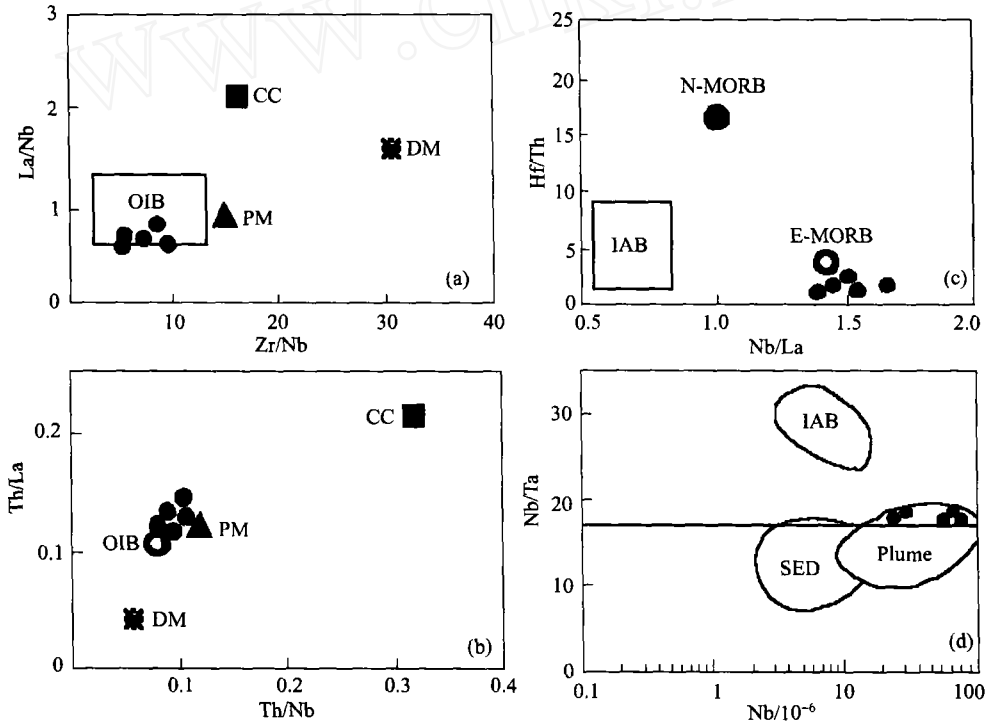 www.cnki.n
3
2
1
0
La/Nb
CC
DM
OIB
PM
(a)
10
20
30
40
Zr/Nb
25
20
15
10
5
0
Hf/Th
N-MORB
IAB
E-MORB
(c)
0.5
1.0
1.5
2.0
Nb/La
0.2
0.1
0
Th/La
CC
OIB
PM
DM
(b)
0.1
0.2
0.3
0.4
Th/Nb
30
20
10
0
Nb/Ta
IAB
SED
Plume
(d)
0.1
1
10
100
Nb/10⁻⁶